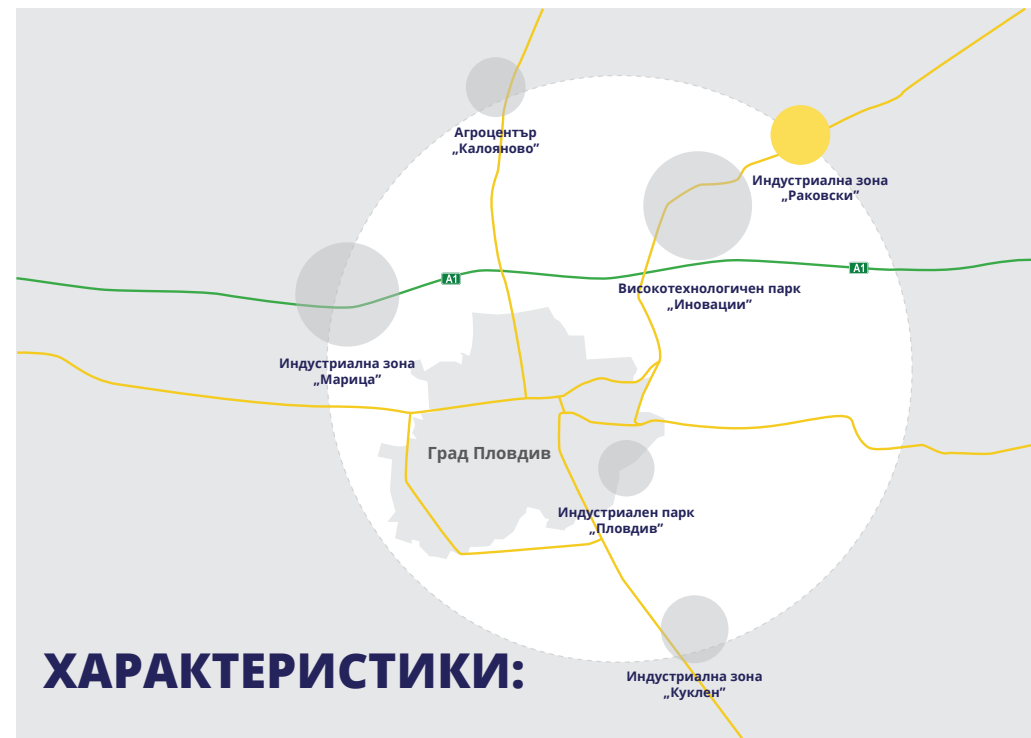 Агроцентър
„Калояново”
Индустриална зона
„Раковски”
A1
A1
Високотехнологичен парк
„Иновации”
Индустриална зона
„Марица”
Град Пловдив
Индустриален парк
„Пловдив”
Индустриална зона
„Куклен”
ХАРАКТЕРИСТИКИ: